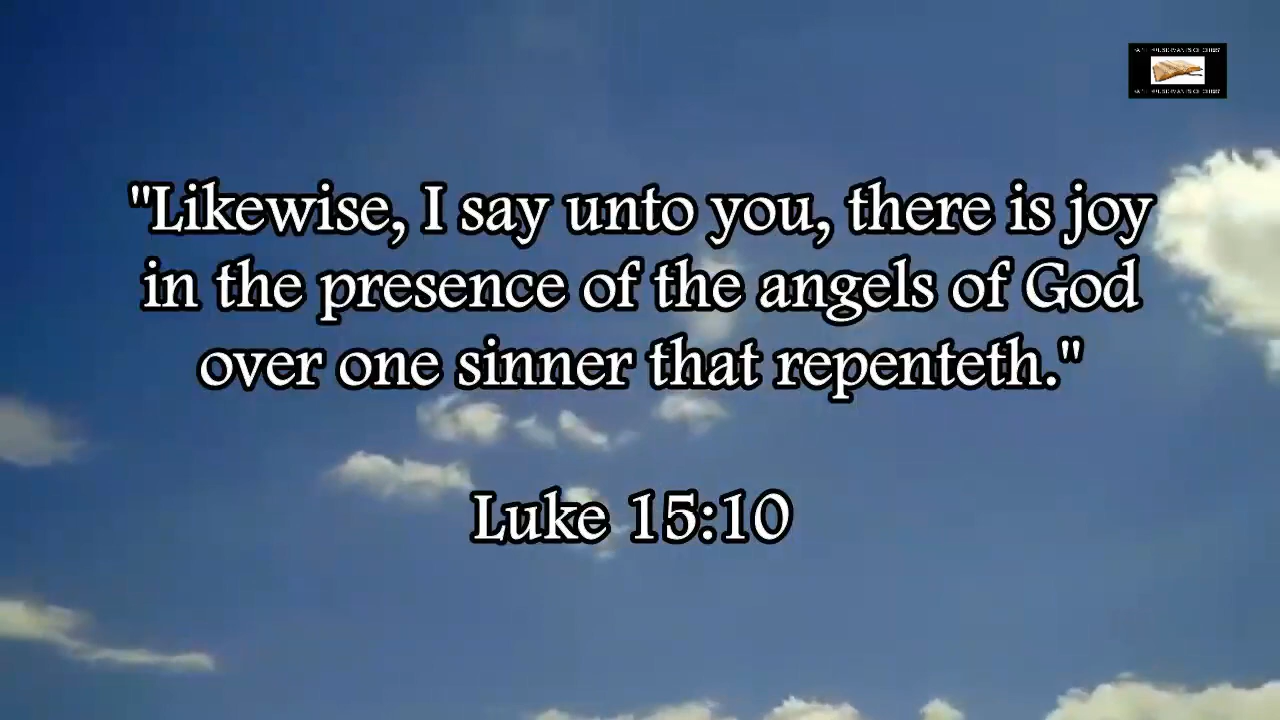 "Likewise, I say unto you, there is joy
in the presence of the angels of God
over one sinner that repenteth."
Luke 15:10